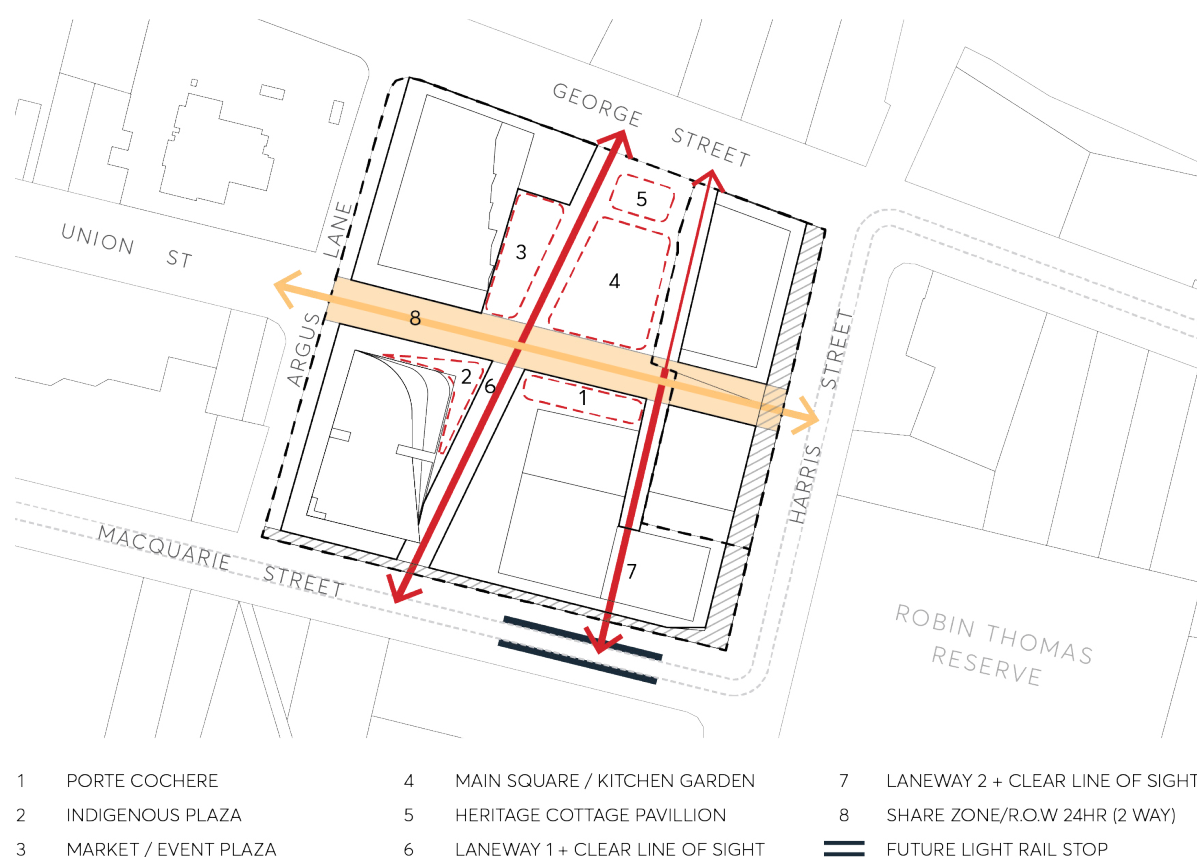 GEORGE STREET
5
3
4
UNION ST
ARGUS LANE
8
2
6
1
HARRIS STREET
MACQUARIE STREET
7
ROBIN THOMAS
RESERVE
1 PORTE COCHERE
2 INDIGENOUS PLAZA
3 MARKET / EVENT PLAZA
4 MAIN SQUARE / KITCHEN GARDEN
5 HERITAGE COTTAGE PAVILLION
6 LANEWAY 1 + CLEAR LINE OF SIGHT
7 LANEWAY 2 + CLEAR LINE OF SIGHT
8 SHARE ZONE/R.O.W 24HR (2 WAY)
FUTURE LIGHT RAIL STOP